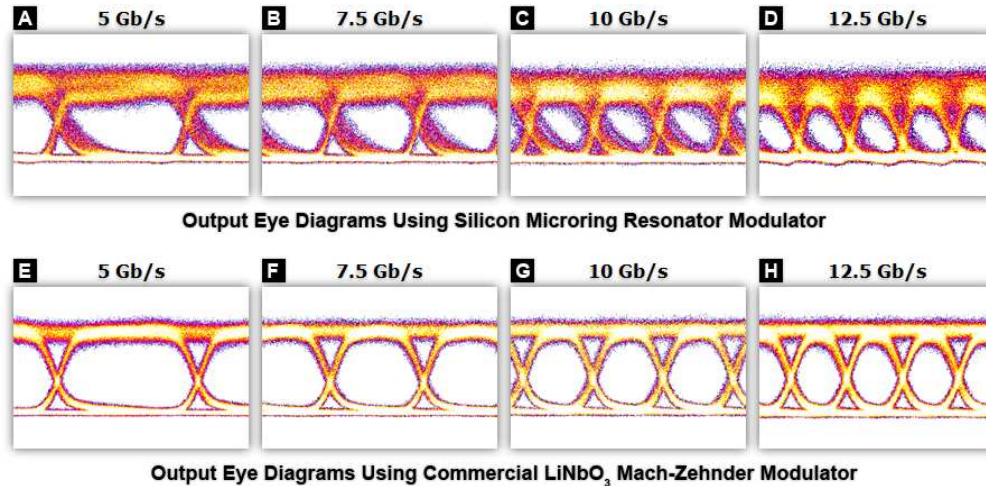 A 5 Gb/s B 7.5 Gb/s C 10 Gb/s D 12.5 Gb/s
Output Eye Diagrams Using Silicon Microring Resonator Modulator
E 5 Gb/s F 7.5 Gb/s G 10 Gb/s H 12.5 Gb/s
Output Eye Diagrams Using Commercial LiNbO₃ Mach-Zehnder Modulator